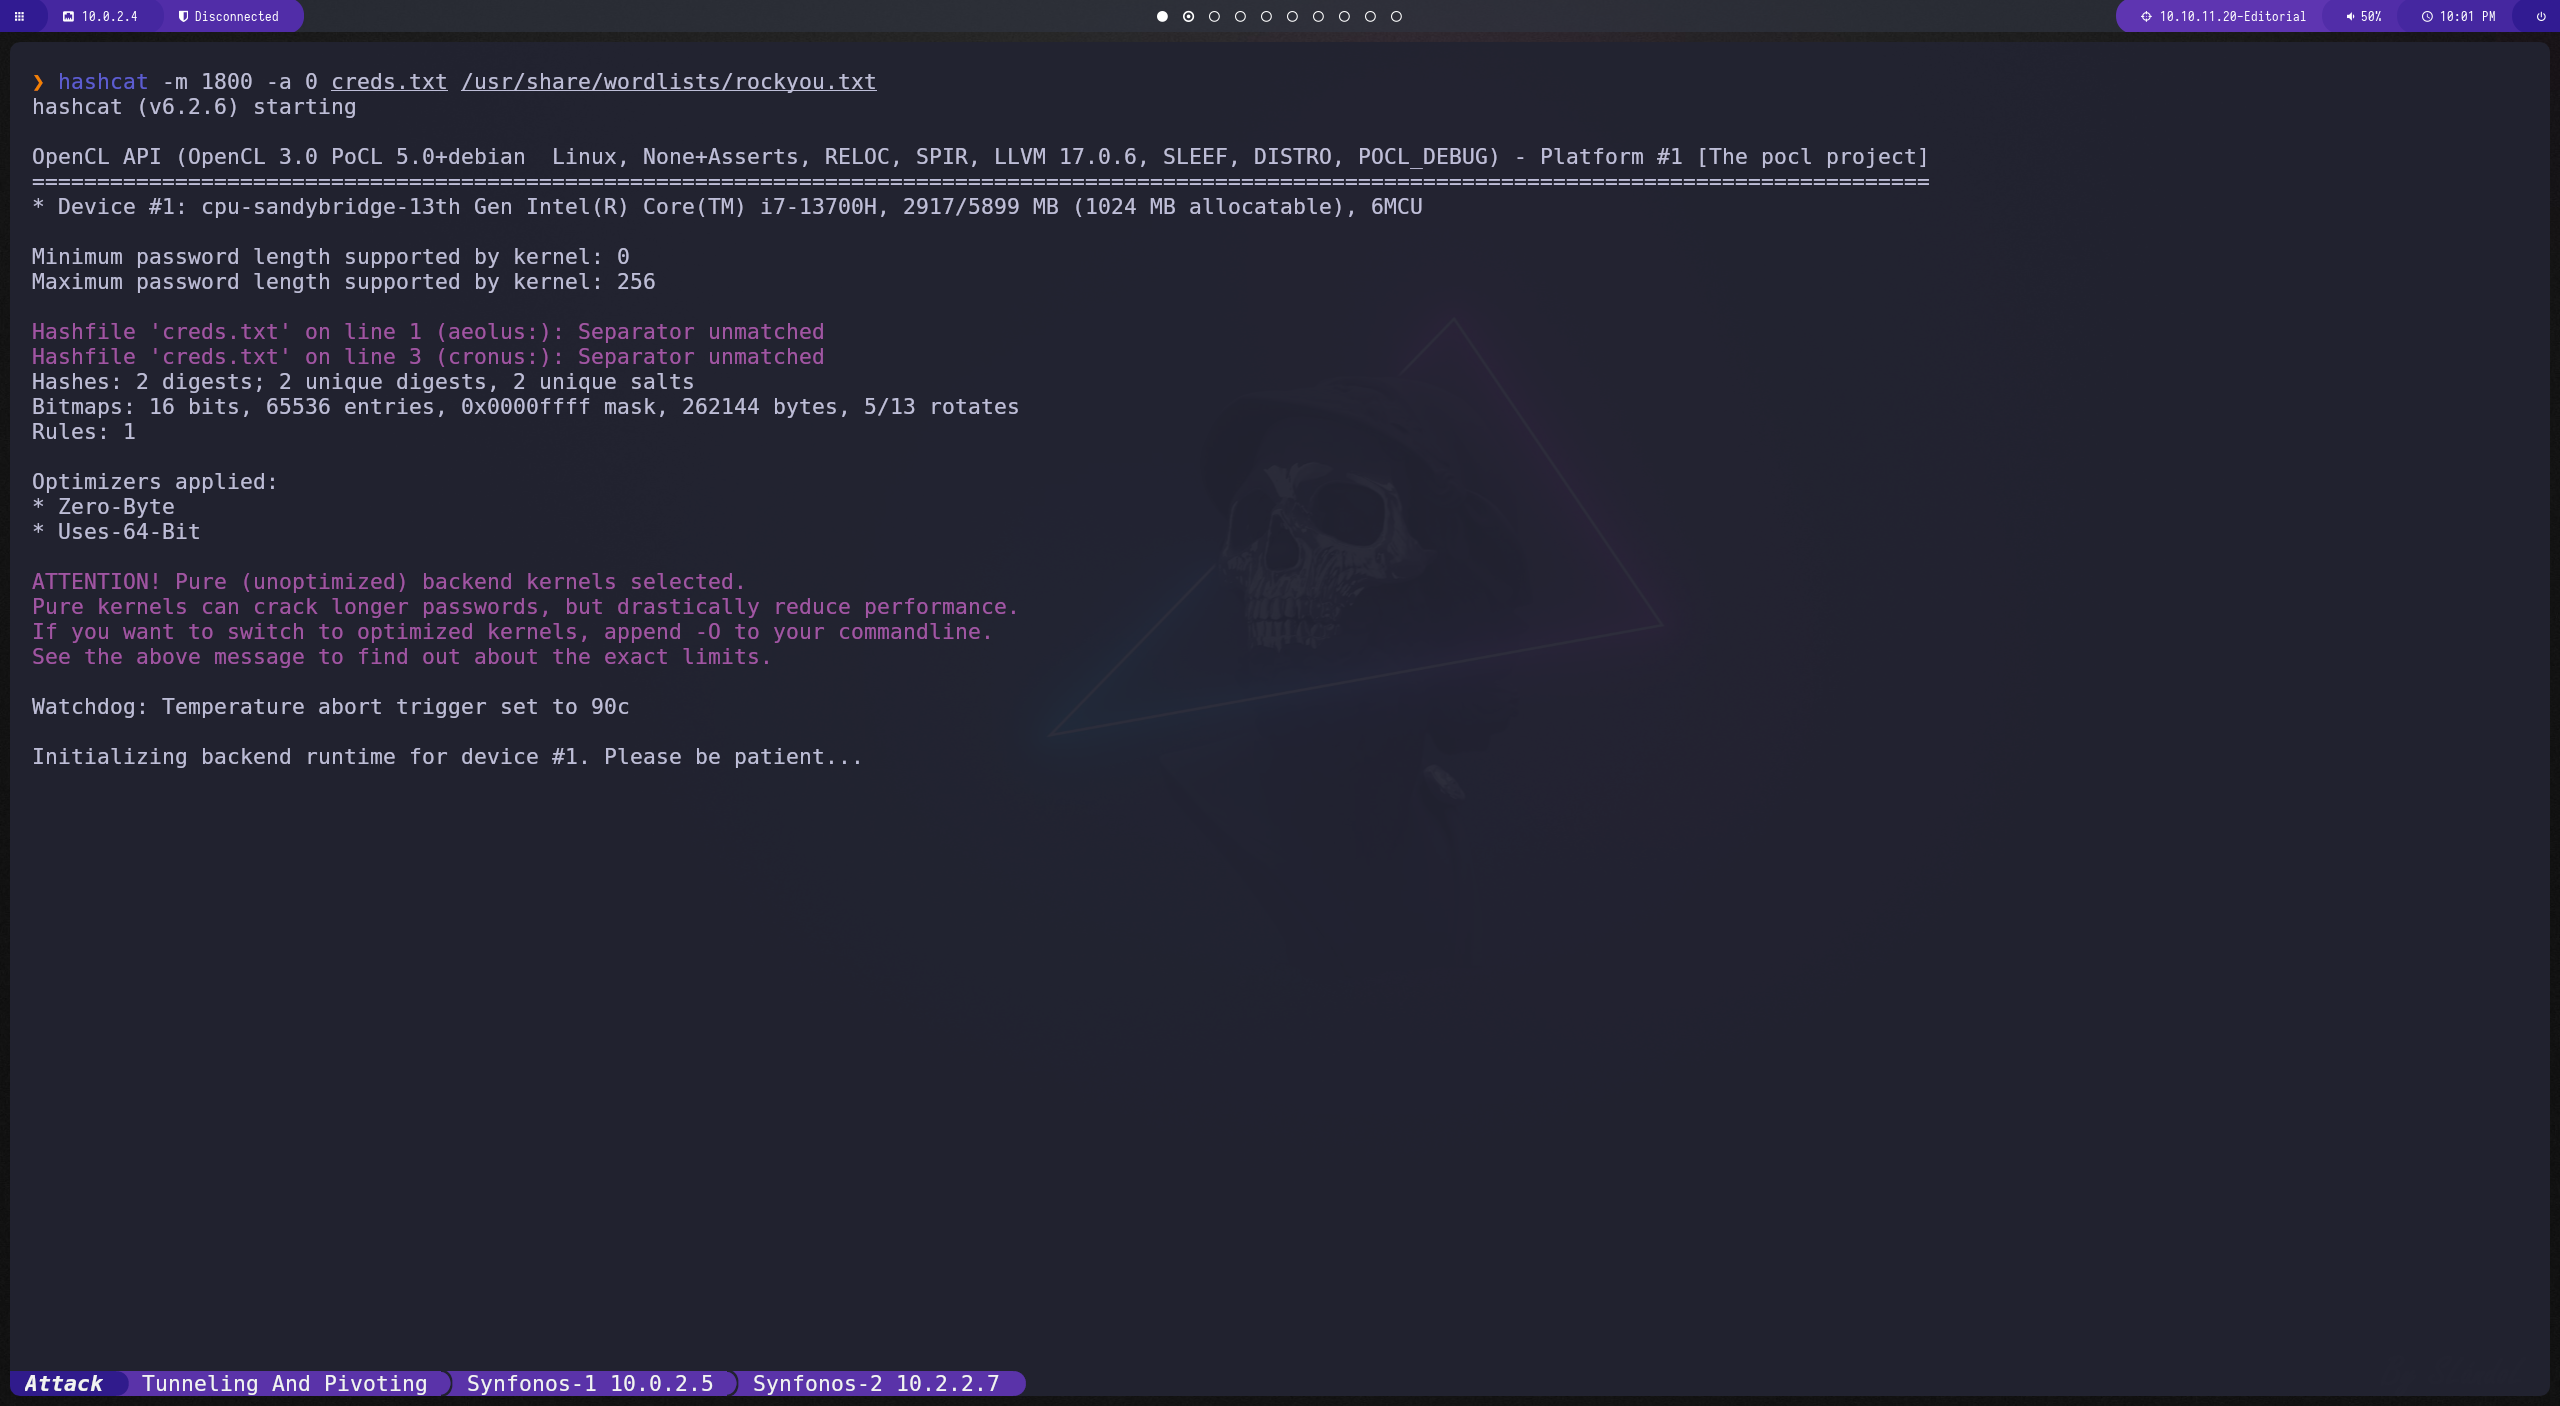 10.0.2.4 Disconnected 10.10.11.20-Editorial 50% 10:01 PM
❯ hashcat -m 1800 -a 0 creds.txt /usr/share/wordlists/rockyou.txt
hashcat (v6.2.6) starting
OpenCL API (OpenCL 3.0 PoCL 5.0+debian  Linux, None+Asserts, RELOC, SPIR, LLVM 17.0.6, SLEEF, DISTRO, POCL_DEBUG) - Platform #1 [The pocl project]
==================================================================================================================================================
* Device #1: cpu-sandybridge-13th Gen Intel(R) Core(TM) i7-13700H, 2917/5899 MB (1024 MB allocatable), 6MCU
Minimum password length supported by kernel: 0
Maximum password length supported by kernel: 256
Hashfile 'creds.txt' on line 1 (aeolus:): Separator unmatched
Hashfile 'creds.txt' on line 3 (cronus:): Separator unmatched
Hashes: 2 digests; 2 unique digests, 2 unique salts
Bitmaps: 16 bits, 65536 entries, 0x0000ffff mask, 262144 bytes, 5/13 rotates
Rules: 1
Optimizers applied:
* Zero-Byte
* Uses-64-Bit
ATTENTION! Pure (unoptimized) backend kernels selected.
Pure kernels can crack longer passwords, but drastically reduce performance.
If you want to switch to optimized kernels, append -O to your commandline.
See the above message to find out about the exact limits.
Watchdog: Temperature abort trigger set to 90c
Initializing backend runtime for device #1. Please be patient...
Attack Tunneling And Pivoting Synfonos-1 10.0.2.5 Synfonos-2 10.2.2.7